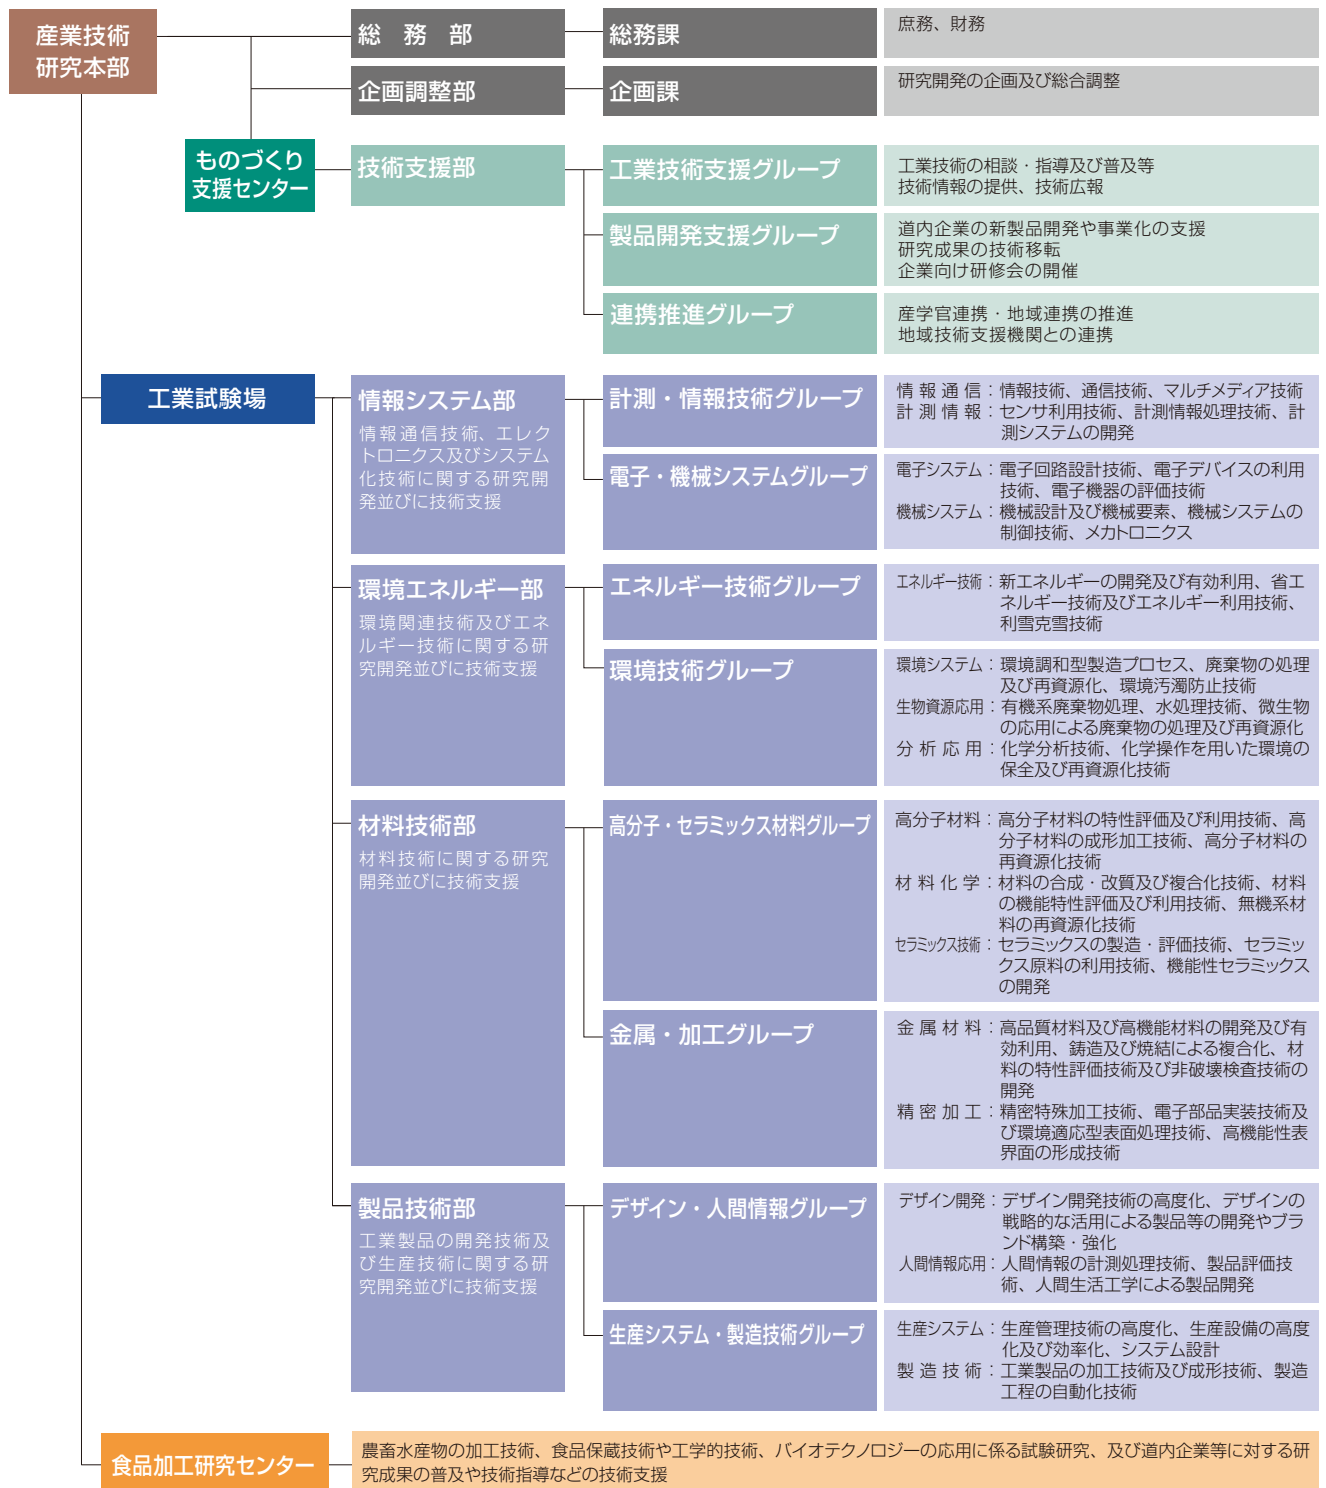 産業技術
研究本部
総務部
総務課
庶務、財務
企画調整部
企画課
研究開発の企画及び総合調整
ものづくり
支援センター
技術支援部
工業技術支援グループ
工業技術の相談・指導及び普及等
技術情報の提供、技術広報
製品開発支援グループ
道内企業の新製品開発や事業化の支援
研究成果の技術移転
企業向け研修会の開催
連携推進グループ
産学官連携・地域連携の推進
地域技術支援機関との連携
工業試験場
情報システム部
情報通信技術、エレク
トロニクス及びシステム
化技術に関する研究開
発並びに技術支援
計測・情報技術グループ
情報通信：情報技術、通信技術、マルチメディア技術
計測情報：センサ利用技術、計測情報処理技術、計
測システムの開発
電子・機械システムグループ
電子システム：電子回路設計技術、電子デバイスの利用
技術、電子機器の評価技術
機械システム：機械設計及び機械要素、機械システムの
制御技術、メカトロニクス
環境エネルギー部
環境関連技術及びエネ
ルギー技術に関する研
究開発並びに技術支援
エネルギー技術グループ
エネルギー技術：新エネルギーの開発及び有効利用、省エ
ネルギー技術及びエネルギー利用技術、
利雪克雪技術
環境技術グループ
環境システム：環境調和型製造プロセス、廃棄物の処理
及び再資源化、環境汚濁防止技術
生物資源応用：有機系廃棄物処理、水処理技術、微生物
の応用による廃棄物の処理及び再資源化
分析応用：化学分析技術、化学操作を用いた環境の
保全及び再資源化技術
材料技術部
材料技術に関する研究
開発並びに技術支援
高分子・セラミックス材料グループ
高分子材料：高分子材料の特性評価及び利用技術、高
分子材料の成形加工技術、高分子材料の
再資源化技術
材料化学：材料の合成・改質及び複合化技術、材料
の機能特性評価及び利用技術、無機系材
料の再資源化技術
セラミックス技術：セラミックスの製造・評価技術、セラミッ
クス原料の利用技術、機能性セラミックス
の開発
金属・加工グループ
金属材料：高品質材料及び高機能材料の開発及び有
効利用、鋳造及び焼結による複合化、材
料の特性評価技術及び非破壊検査技術の
開発
精密加工：精密特殊加工技術、電子部品実装技術及
び環境適応型表面処理技術、高機能性表
界面の形成技術
製品技術部
工業製品の開発技術及
び生産技術に関する研
究開発並びに技術支援
デザイン・人間情報グループ
デザイン開発：デザイン開発技術の高度化、デザインの
戦略的な活用による製品等の開発やブラ
ンド構築・強化
人間情報応用：人間情報の計測処理技術、製品評価技
術、人間生活工学による製品開発
生産システム・製造技術グループ
生産システム：生産管理技術の高度化、生産設備の高度
化及び効率化、システム設計
製造技術：工業製品の加工技術及び成形技術、製造
工程の自動化技術
食品加工研究センター
農畜水産物の加工技術、食品保蔵技術や工学的技術、バイオテクノロジーの応用に係る試験研究、及び道内企業等に対する研
究成果の普及や技術指導などの技術支援